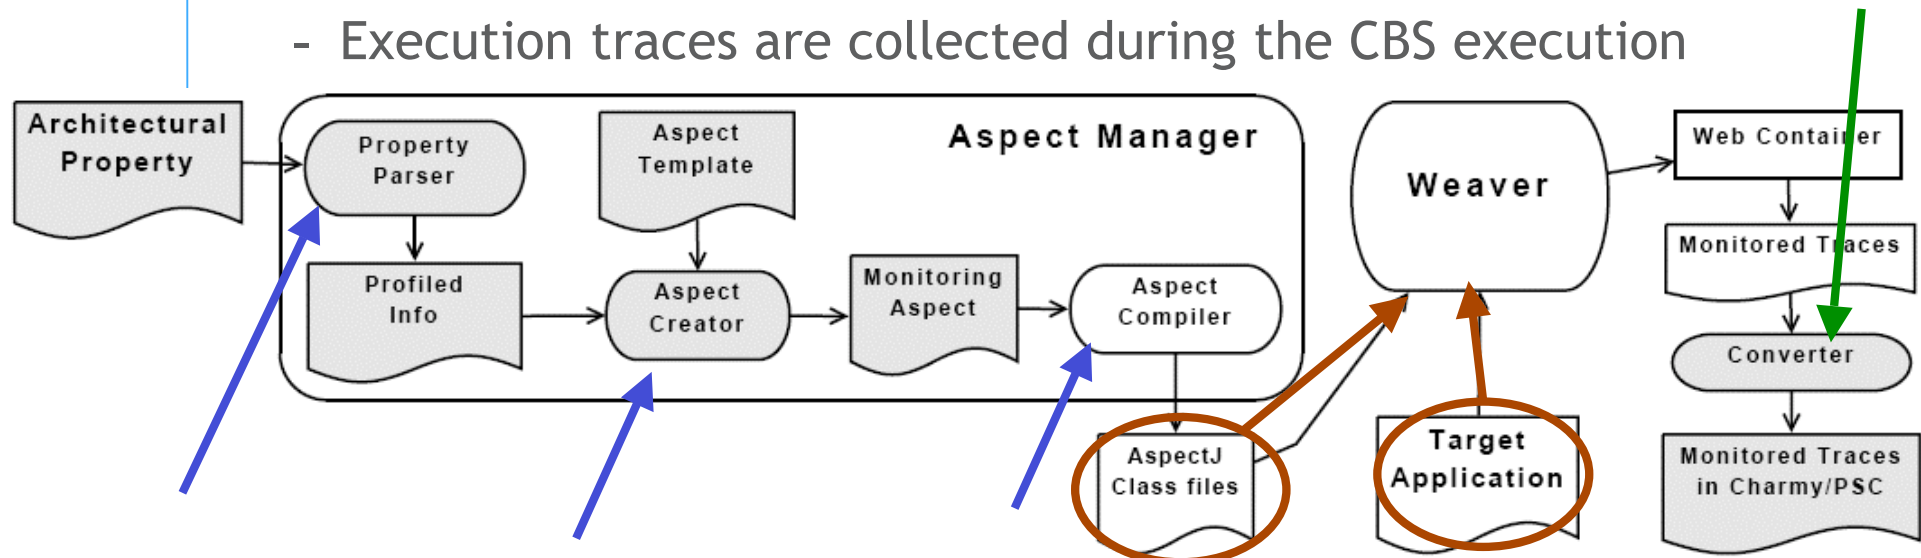 - Execution traces are collected during the CBS execution
Architectural
Property
Property
Parser
Aspect
Template
Aspect Manager
Profiled
Info
Aspect
Creator
Monitoring
Aspect
Aspect
Compiler
AspectJ
Class files
Weaver
Target
Application
Web Container
Monitored Traces
Converter
Monitored Traces
in Charmy/PSC